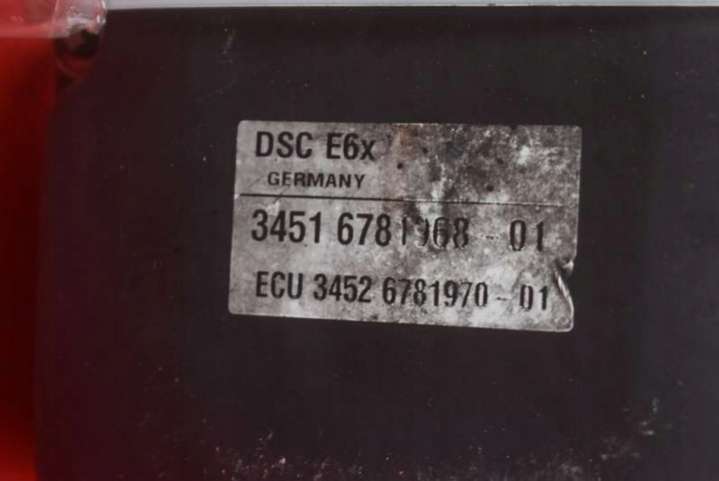 DSC E6x
GERMANY
3451 6781968 - 01
ECU 3452 6781970 - 01